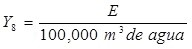 Y₈ = E / 100,000 m³ de agua